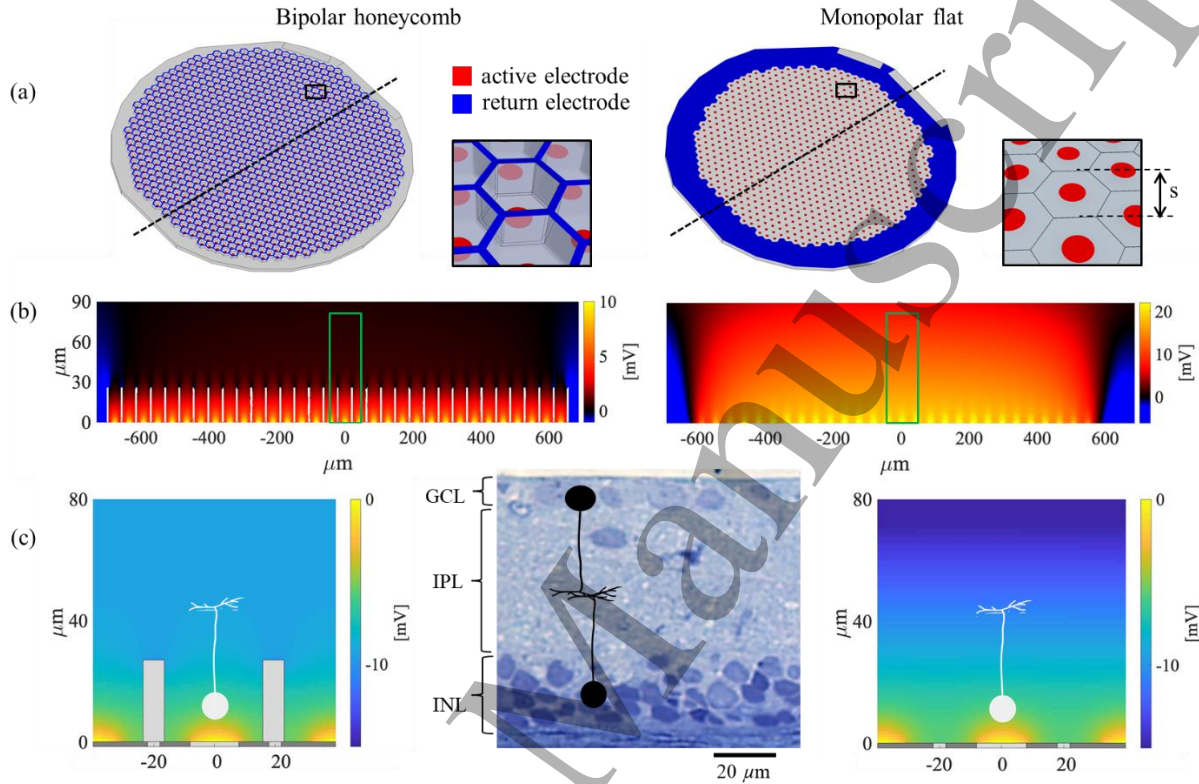 Bipolar honeycomb
Monopolar flat
(a)
active electrode
return electrode
s
(b)
90
60
30
0
μm
-600 -400 -200 0 200 400 600
μm
10
5
0
[mV]
-600 -400 -200 0 200 400 600
μm
20
10
0
[mV]
(c)
80
40
0
μm
-20 0 20
0
-10
[mV]
GCL
IPL
INL
20 μm
80
40
0
μm
-20 0 20
0
-10
[mV]
Manuscri